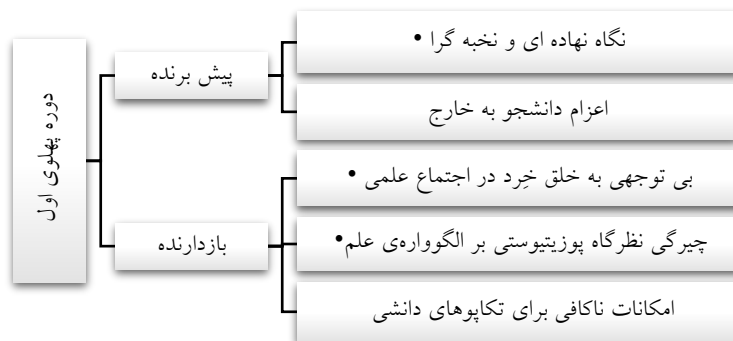 دوره پهلوی اول
پیش برنده
نگاه نهاده ای و نخبه گرا •
اعزام دانشجو به خارج
بازدارنده
بی توجهی به خلق خِرد در اجتماع علمی •
چیرگی نظرگاه پوزیتیوستی بر الگوواره‌ی علم•
امکانات ناکافی برای تکاپوهای دانشی